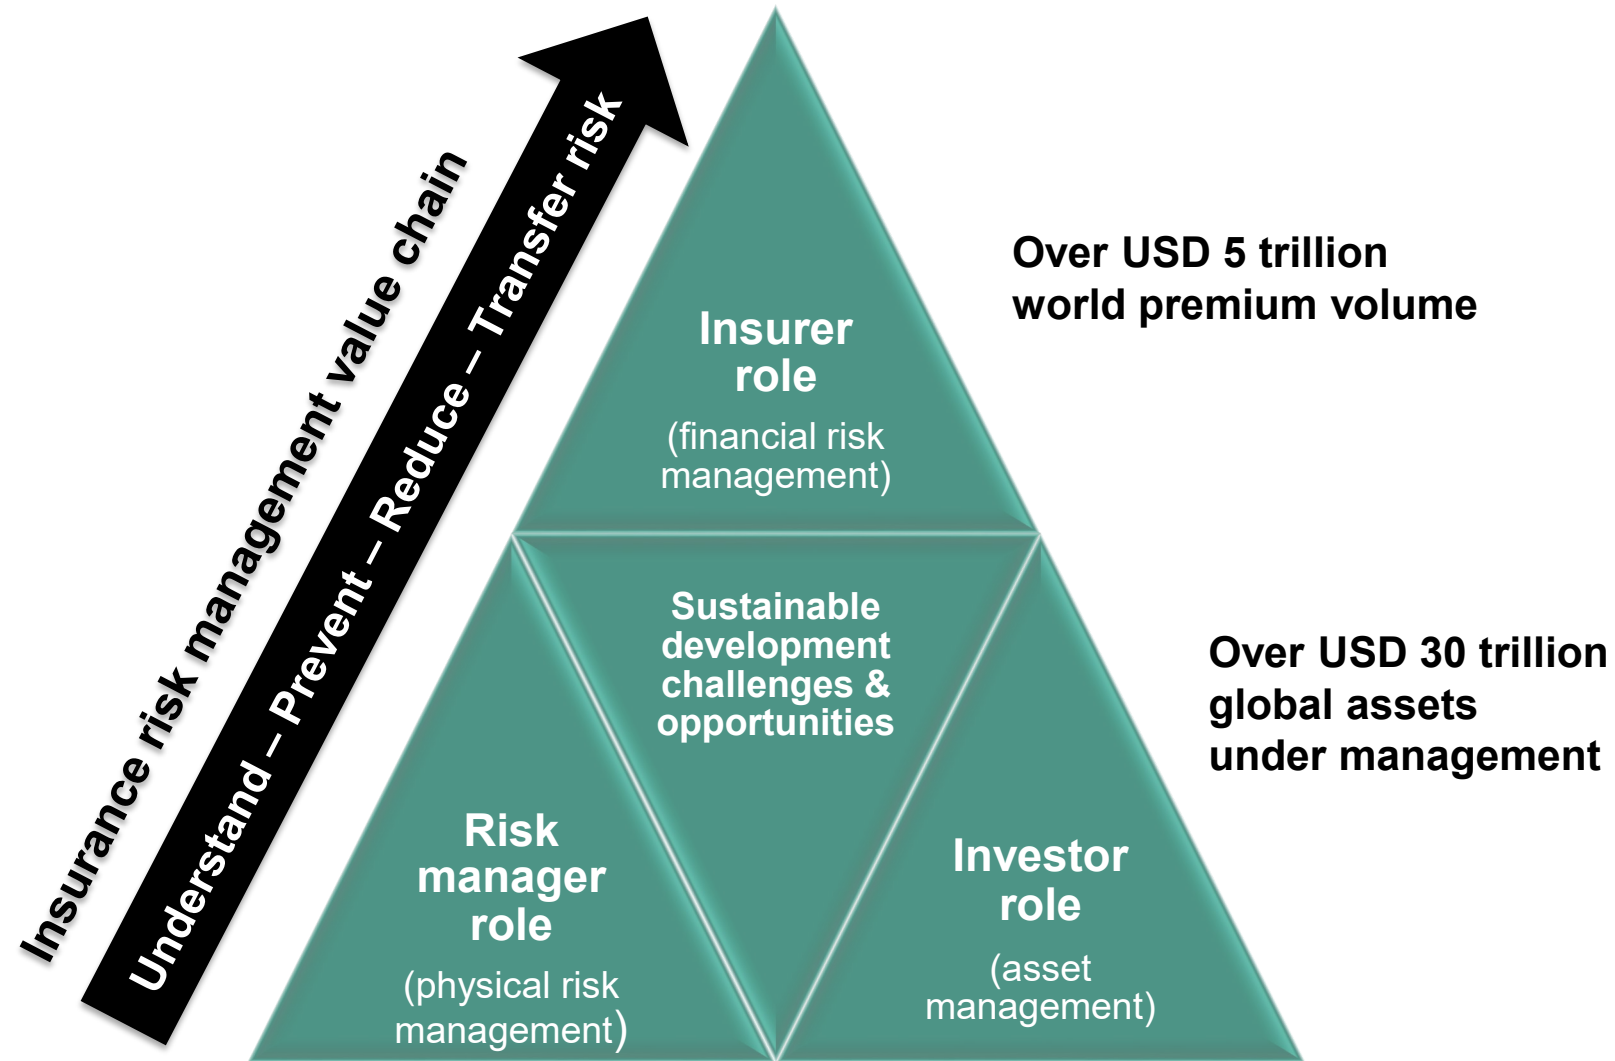 Insurance risk management value chain
Understand – Prevent – Reduce – Transfer risk
Insurer
role
(financial risk
management)
Over USD 5 trillion
world premium volume
Sustainable
development
challenges &
opportunities
Over USD 30 trillion
global assets
under management
Risk
manager
role
(physical risk
management)
Investor
role
(asset
management)